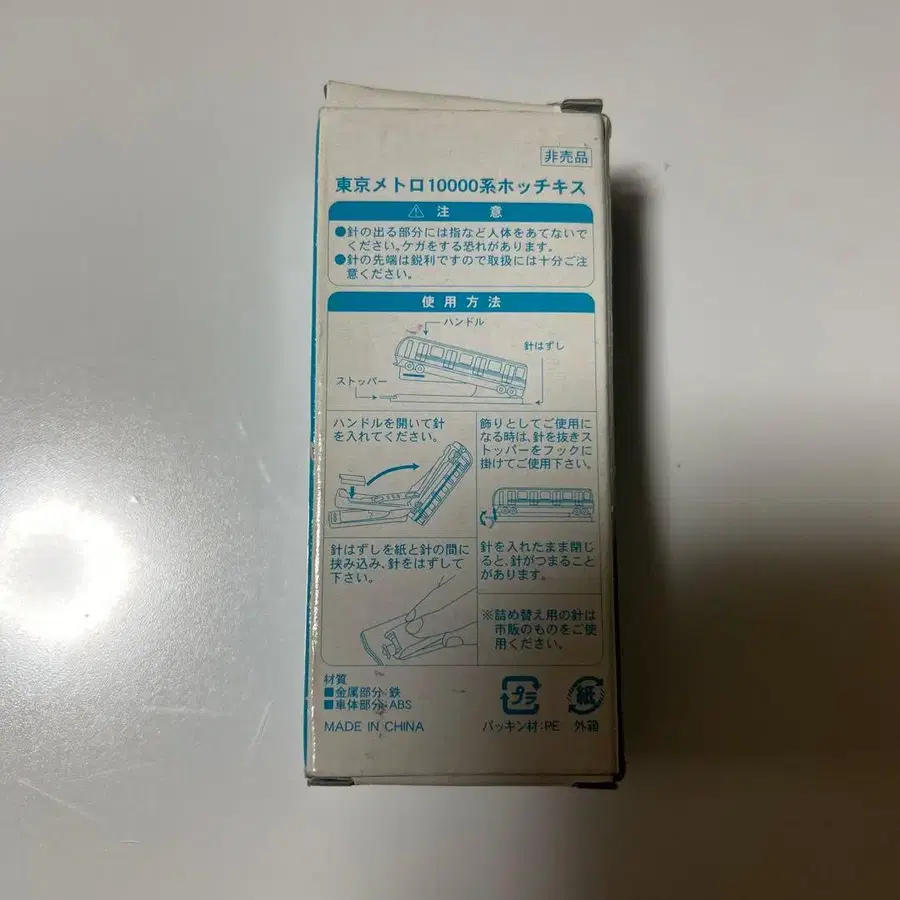 非売品
東京メトロ10000系ホッチキス
⚠ 注意
●針の出る部分には指など人体をあてないで
ください。ケガをする恐れがあります。
●針の先端は鋭利ですので取扱には十分ご注
意ください。
使用方法
ハンドル
針はずし
ストッパー
ハンドルを開いて針
を入れてください。
飾りとしてご使用に
なる時は、針を抜きス
トッパーをフックに
掛けてご使用下さい。
針はずしを紙と針の間に
挟み込み、針をはずして
下さい。
針を入れたまま閉じ
ると、針がつまること
があります。
※詰め替え用の針は
市販のものをご使
用ください。
材質
■金属部分:鉄
■車体部分:ABS
MADE IN CHINA
プラ
紙
パッキン材:PE
外箱